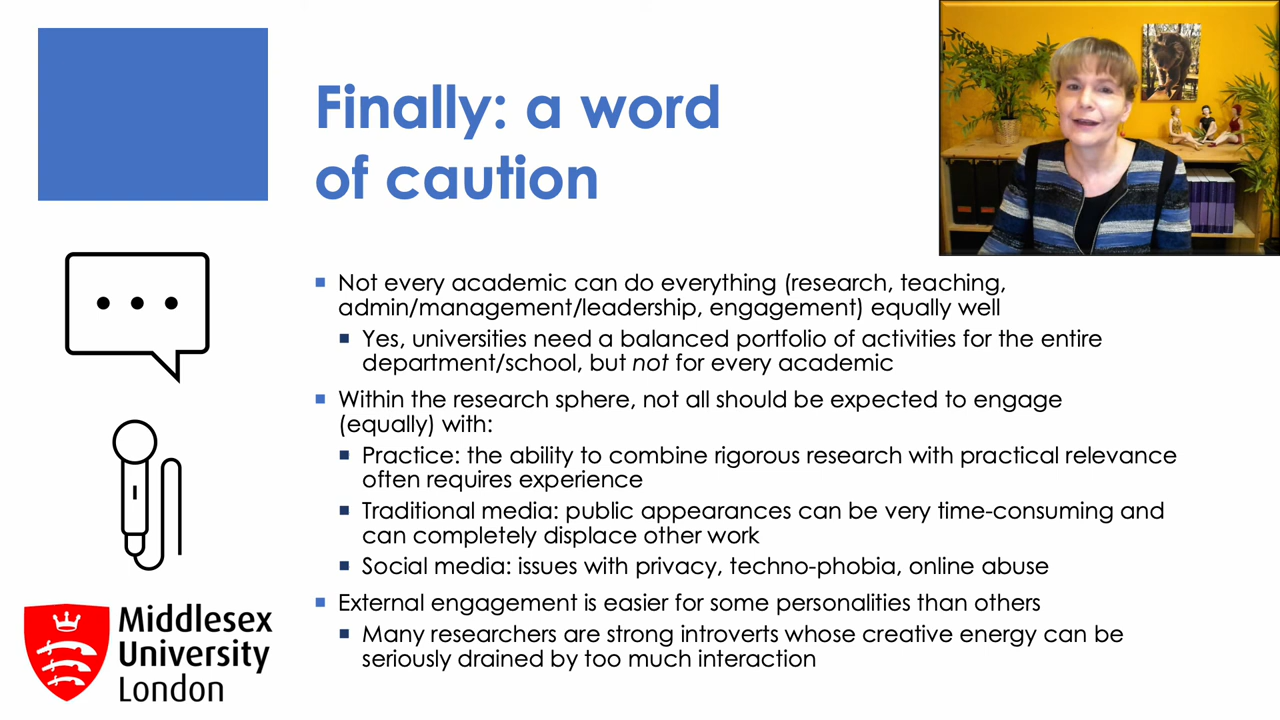 Finally: a word
of caution
Not every academic can do everything (research, teaching,
admin/management/leadership, engagement) equally well
Yes, universities need a balanced portfolio of activities for the entire
department/school, but not for every academic
Within the research sphere, not all should be expected to engage
(equally) with:
Practice: the ability to combine rigorous research with practical relevance
often requires experience
Traditional media: public appearances can be very time-consuming and
can completely displace other work
Social media: issues with privacy, techno-phobia, online abuse
External engagement is easier for some personalities than others
Many researchers are strong introverts whose creative energy can be
seriously drained by too much interaction
Middlesex
University
London